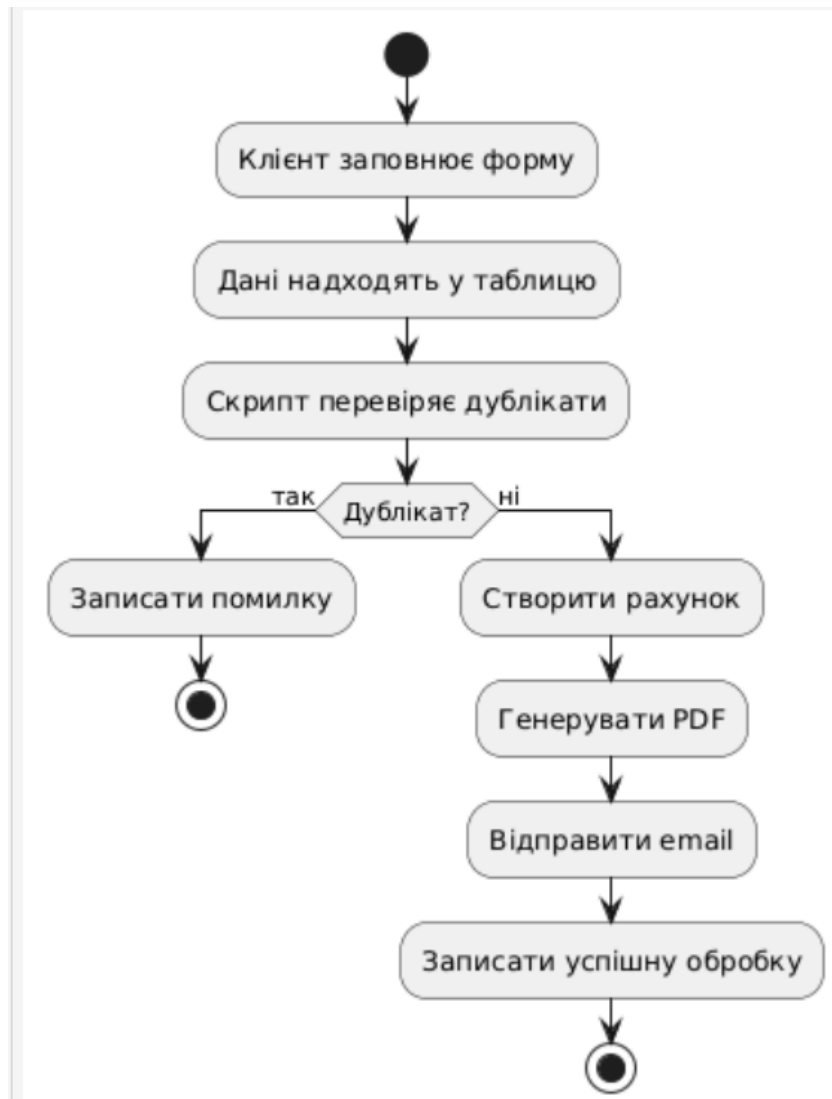 Клієнт заповнює форму
Дані надходять у таблицю
Скрипт перевіряє дублікати
так
Дублікат?
ні
Записати помилку
Створити рахунок
Генерувати PDF
Відправити email
Записати успішну обробку